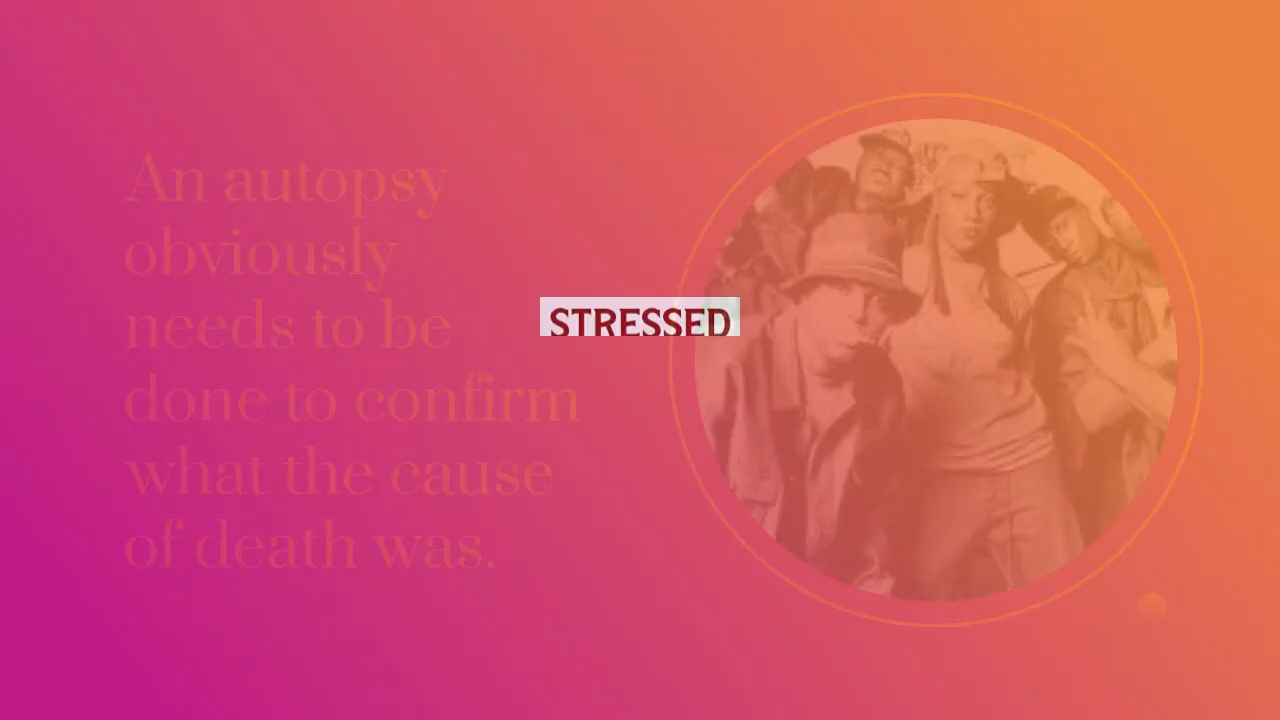 An autopsy
obviously
needs to be
STRESSED
done to confirm
what the cause
of death was.